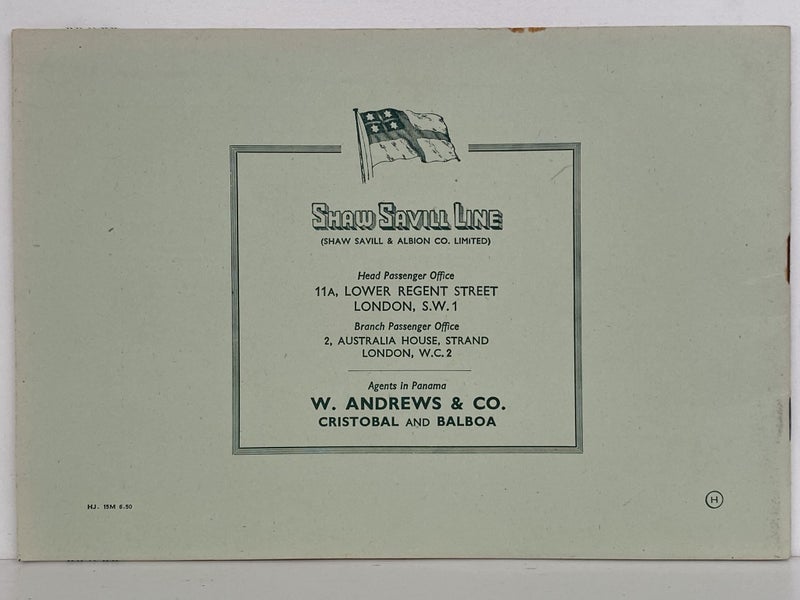 SHAW SAVILL LINE
(SHAW SAVILL & ALBION CO. LIMITED)
Head Passenger Office
11A, LOWER REGENT STREET
LONDON, S.W.1
Branch Passenger Office
2, AUSTRALIA HOUSE, STRAND
LONDON, W.C.2
Agents in Panama
W. ANDREWS & CO.
CRISTOBAL AND BALBOA
HJ. 15M 6.50
H